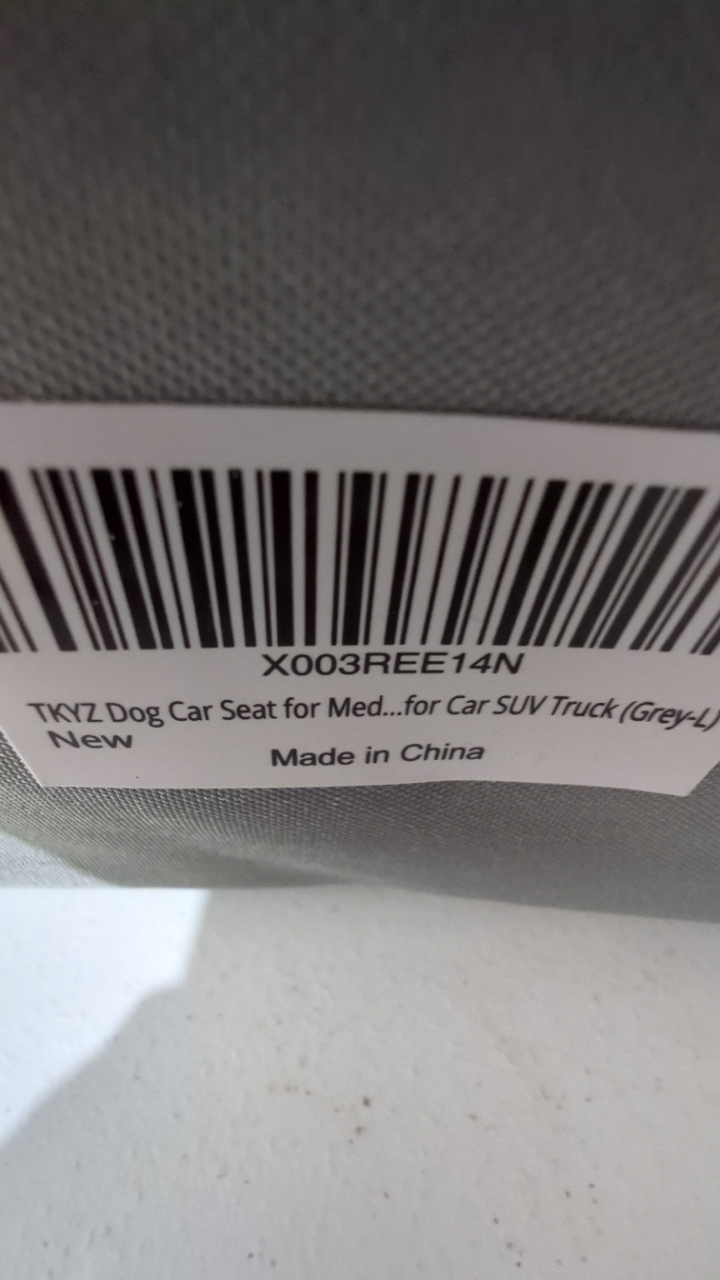 X003REE14N
TKYZ Dog Car Seat for Med...for Car SUV Truck (Grey-L)
New
Made in China